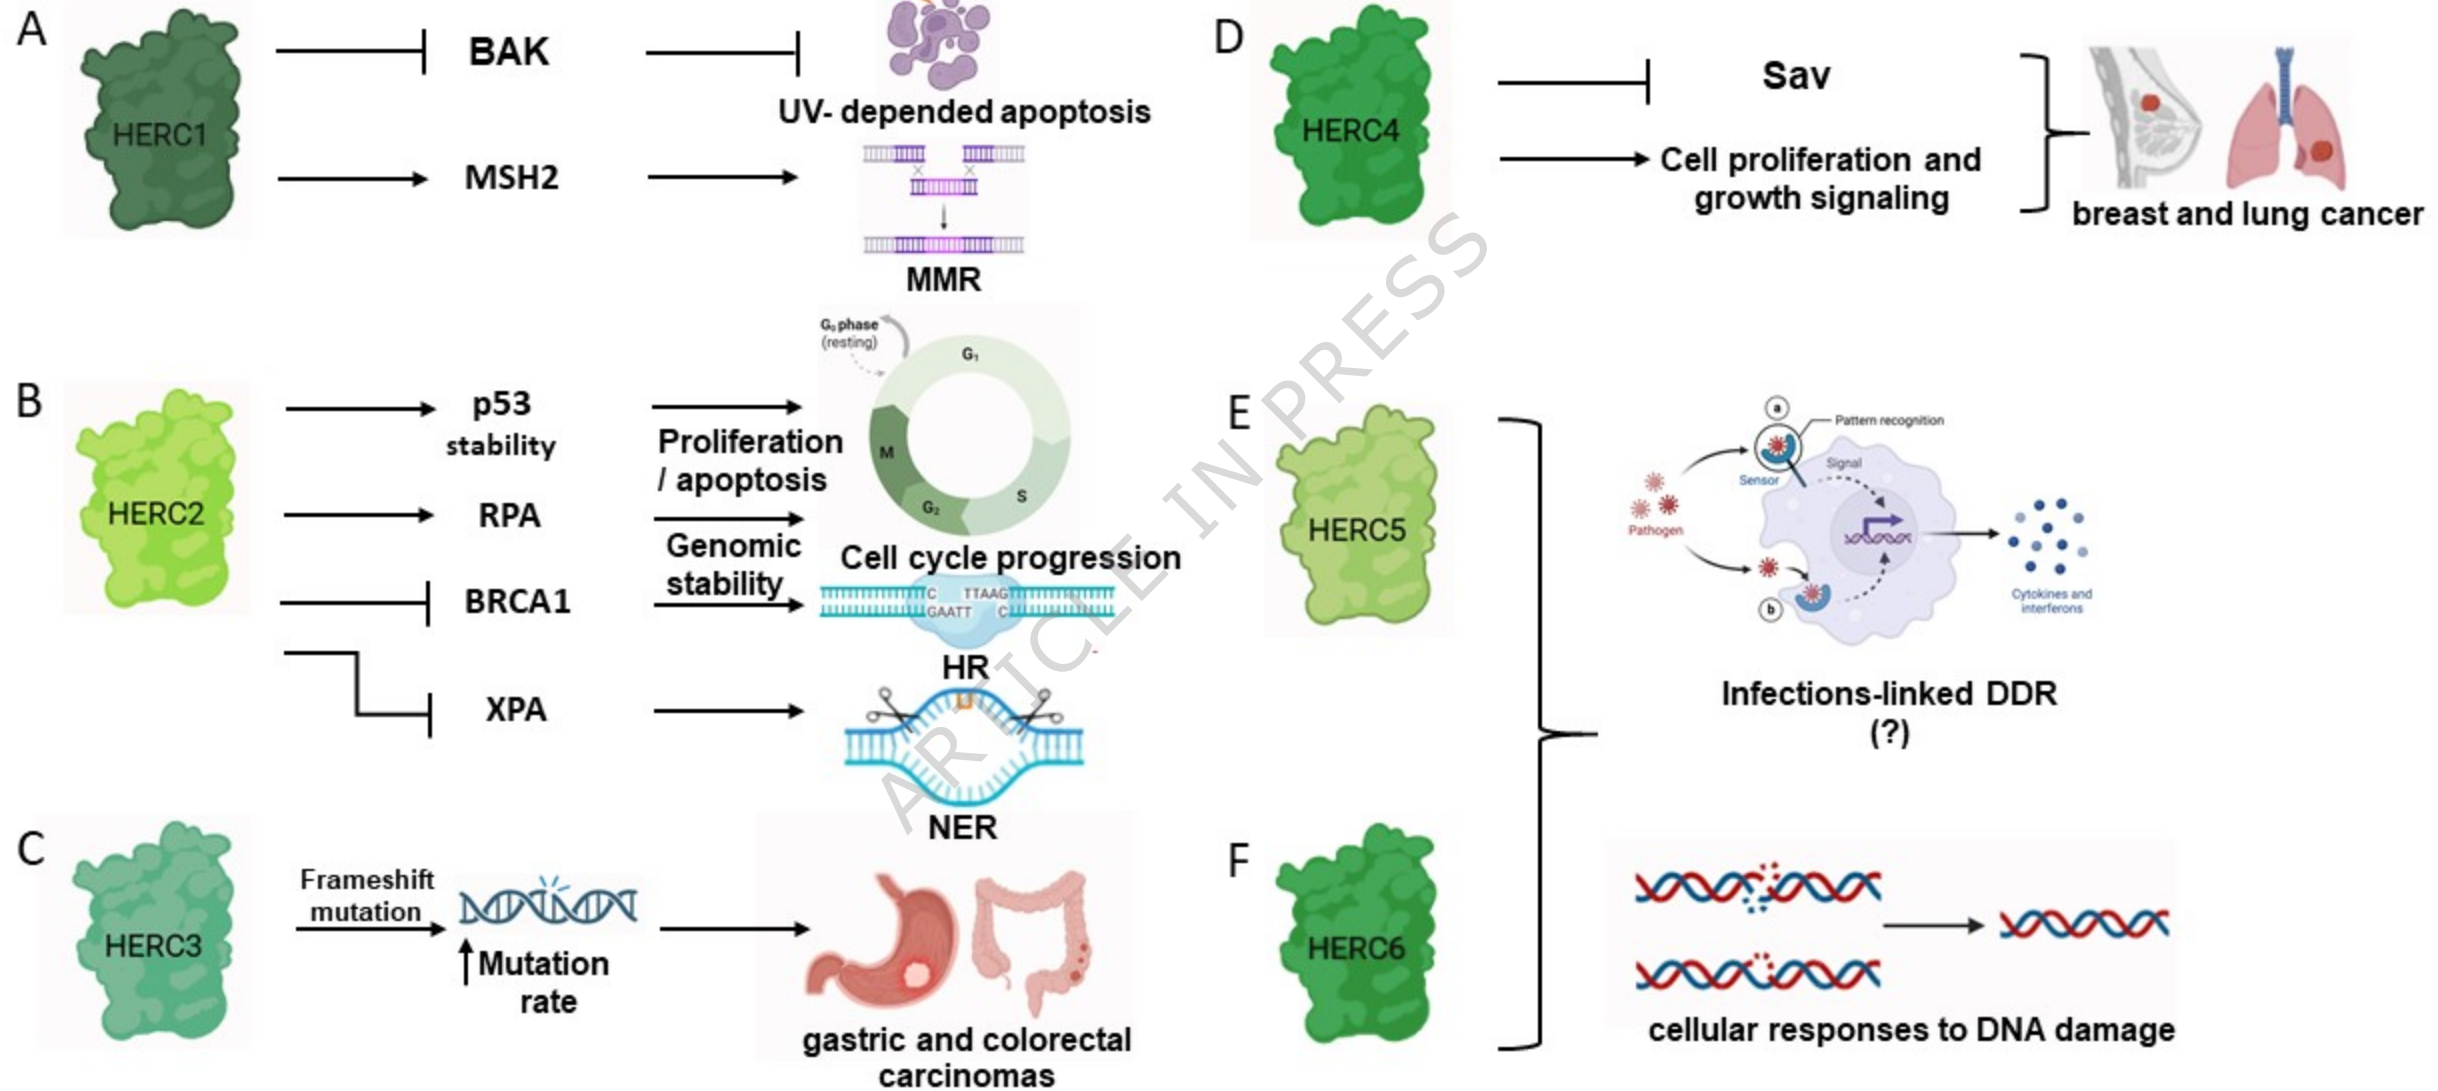 A
HERC1
BAK
UV- depended apoptosis
MSH2
MMR
B
HERC2
p53
stability
RPA
BRCA1
XPA
Proliferation
/ apoptosis
Genomic
stability
G₀ phase
(resting)
G₁
S
G₂
M
Cell cycle progression
C TTAAG
GAATT C
HR
NER
C
HERC3
Frameshift
mutation
Mutation
rate
gastric and colorectal
carcinomas
D
HERC4
Sav
Cell proliferation and
growth signaling
breast and lung cancer
E
HERC5
a
Pattern recognition
Sensor
Signal
Pathogen
b
Cytokines and
interferons
Infections-linked DDR
(?)
F
HERC6
cellular responses to DNA damage
ARTICLE IN PRESS